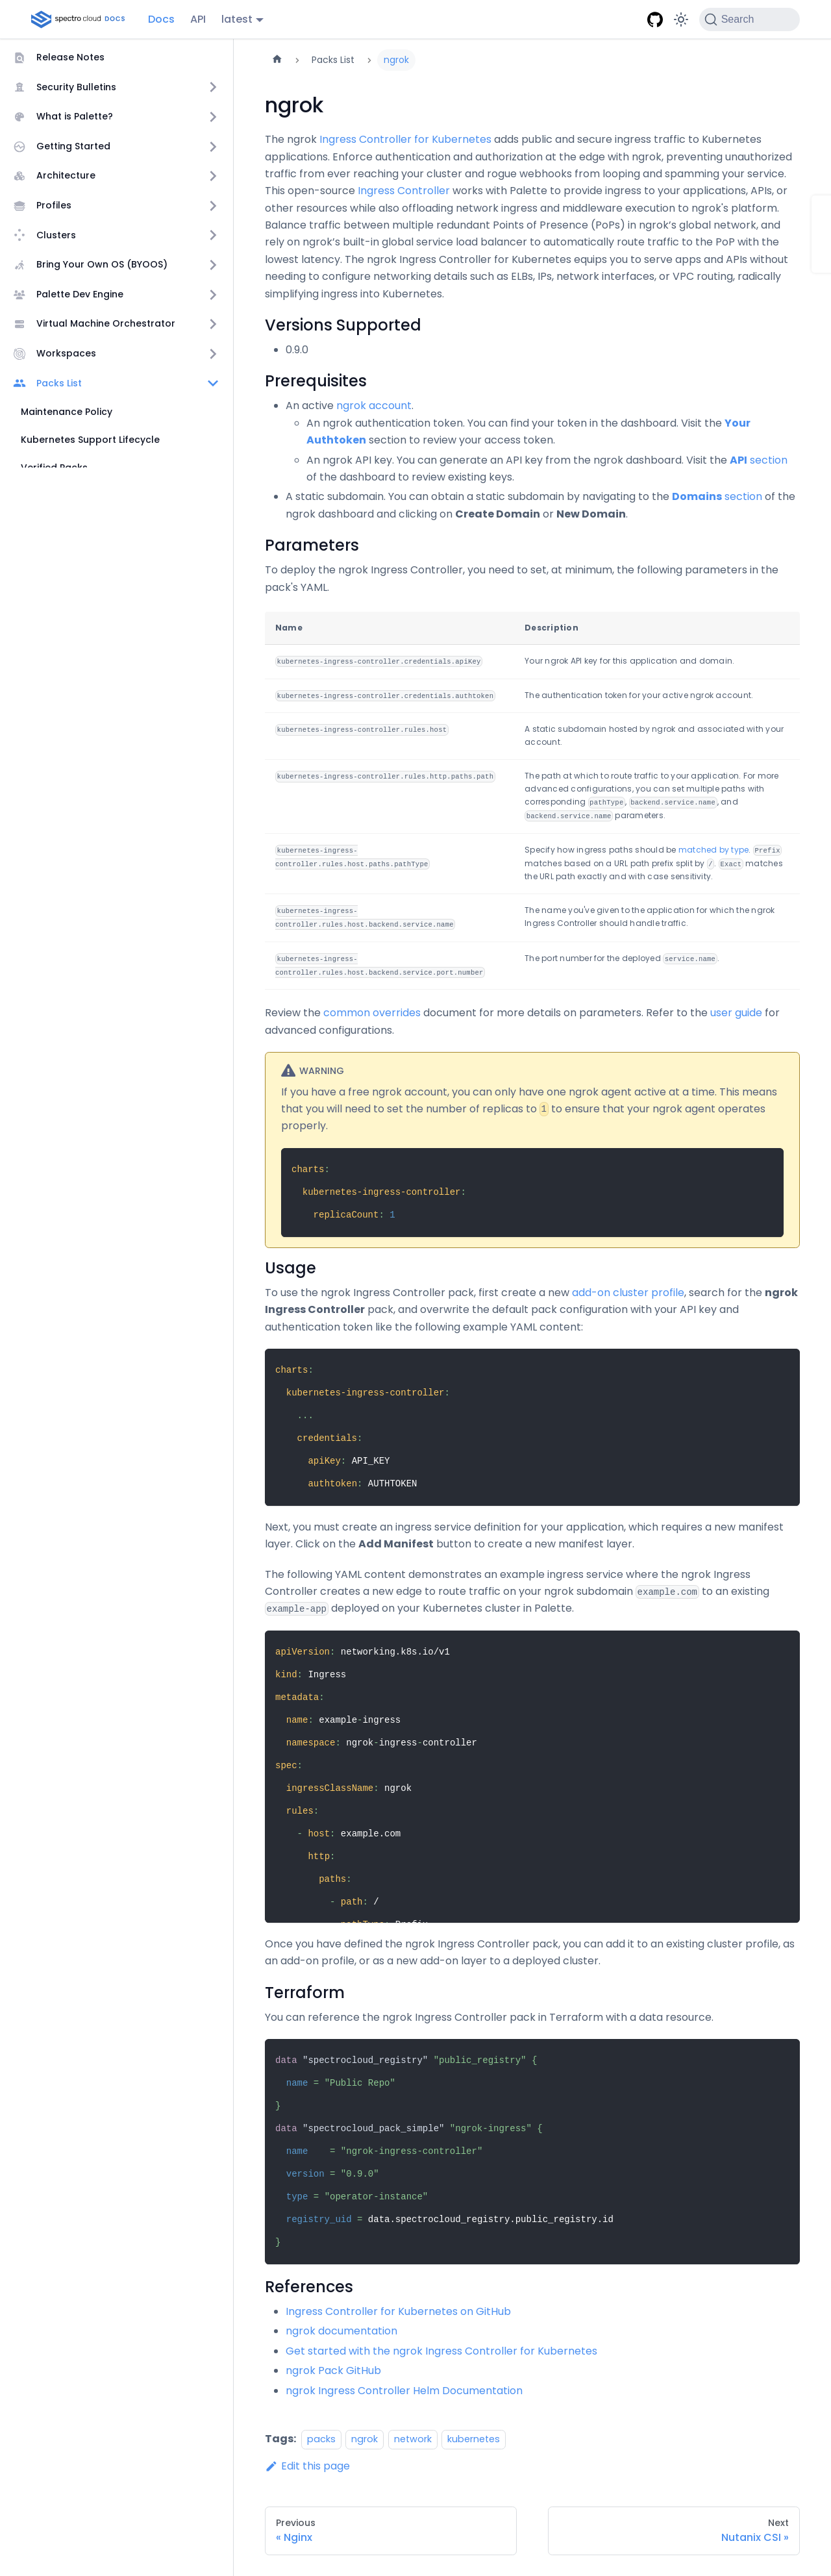 spectro cloud DOCS
Docs
API
latest
Search
Release Notes
Security Bulletins
What is Palette?
Getting Started
Architecture
Profiles
Clusters
Bring Your Own OS (BYOOS)
Palette Dev Engine
Virtual Machine Orchestrator
Workspaces
Packs List
Maintenance Policy
Kubernetes Support Lifecycle
Verified Packs
Packs List
ngrok
ngrok
The ngrok Ingress Controller for Kubernetes adds public and secure ingress traffic to Kubernetes
applications. Enforce authentication and authorization at the edge with ngrok, preventing unauthorized
traffic from ever reaching your cluster and rogue webhooks from looping and spamming your service.
This open-source Ingress Controller works with Palette to provide ingress to your applications, APIs, or
other resources while also offloading network ingress and middleware execution to ngrok's platform.
Balance traffic between multiple redundant Points of Presence (PoPs) in ngrok’s global network, and
rely on ngrok’s built-in global service load balancer to automatically route traffic to the PoP with the
lowest latency. The ngrok Ingress Controller for Kubernetes equips you to serve apps and APIs without
needing to configure networking details such as ELBs, IPs, network interfaces, or VPC routing, radically
simplifying ingress into Kubernetes.
Versions Supported
0.9.0
Prerequisites
An active ngrok account.
An ngrok authentication token. You can find your token in the dashboard. Visit the Your
Authtoken section to review your access token.
An ngrok API key. You can generate an API key from the ngrok dashboard. Visit the API section
of the dashboard to review existing keys.
A static subdomain. You can obtain a static subdomain by navigating to the Domains section of the
ngrok dashboard and clicking on Create Domain or New Domain.
Parameters
To deploy the ngrok Ingress Controller, you need to set, at minimum, the following parameters in the
pack's YAML.
Name Description
kubernetes-ingress-controller.credentials.apiKey Your ngrok API key for this application and domain.
kubernetes-ingress-controller.credentials.authtoken The authentication token for your active ngrok account.
kubernetes-ingress-controller.rules.host A static subdomain hosted by ngrok and associated with your
account.
kubernetes-ingress-controller.rules.http.paths.path The path at which to route traffic to your application. For more
advanced configurations, you can set multiple paths with
corresponding pathType, backend.service.name, and
backend.service.name parameters.
kubernetes-ingress- Specify how ingress paths should be matched by type. Prefix
controller.rules.host.paths.pathType matches based on a URL path prefix split by /. Exact matches
the URL path exactly and with case sensitivity.
kubernetes-ingress- The name you've given to the application for which the ngrok
controller.rules.host.backend.service.name Ingress Controller should handle traffic.
kubernetes-ingress- The port number for the deployed service.name.
controller.rules.host.backend.service.port.number
Review the common overrides document for more details on parameters. Refer to the user guide for
advanced configurations.
WARNING
If you have a free ngrok account, you can only have one ngrok agent active at a time. This means
that you will need to set the number of replicas to 1 to ensure that your ngrok agent operates
properly.
charts:
kubernetes-ingress-controller:
replicaCount: 1
Usage
To use the ngrok Ingress Controller pack, first create a new add-on cluster profile, search for the ngrok
Ingress Controller pack, and overwrite the default pack configuration with your API key and
authentication token like the following example YAML content:
charts:
kubernetes-ingress-controller:
...
credentials:
apiKey: API_KEY
authtoken: AUTHTOKEN
Next, you must create an ingress service definition for your application, which requires a new manifest
layer. Click on the Add Manifest button to create a new manifest layer.
The following YAML content demonstrates an example ingress service where the ngrok Ingress
Controller creates a new edge to route traffic on your ngrok subdomain example.com to an existing
example-app deployed on your Kubernetes cluster in Palette.
apiVersion: networking.k8s.io/v1
kind: Ingress
metadata:
name: example-ingress
namespace: ngrok-ingress-controller
spec:
ingressClassName: ngrok
rules:
- host: example.com
http:
paths:
- path: /
pathType: Prefix
Once you have defined the ngrok Ingress Controller pack, you can add it to an existing cluster profile, as
an add-on profile, or as a new add-on layer to a deployed cluster.
Terraform
You can reference the ngrok Ingress Controller pack in Terraform with a data resource.
data "spectrocloud_registry" "public_registry" {
name = "Public Repo"
}
data "spectrocloud_pack_simple" "ngrok-ingress" {
name = "ngrok-ingress-controller"
version = "0.9.0"
type = "operator-instance"
registry_uid = data.spectrocloud_registry.public_registry.id
}
References
Ingress Controller for Kubernetes on GitHub
ngrok documentation
Get started with the ngrok Ingress Controller for Kubernetes
ngrok Pack GitHub
ngrok Ingress Controller Helm Documentation
Tags: packs ngrok network kubernetes
Edit this page
Previous
« Nginx
Next
Nutanix CSI »